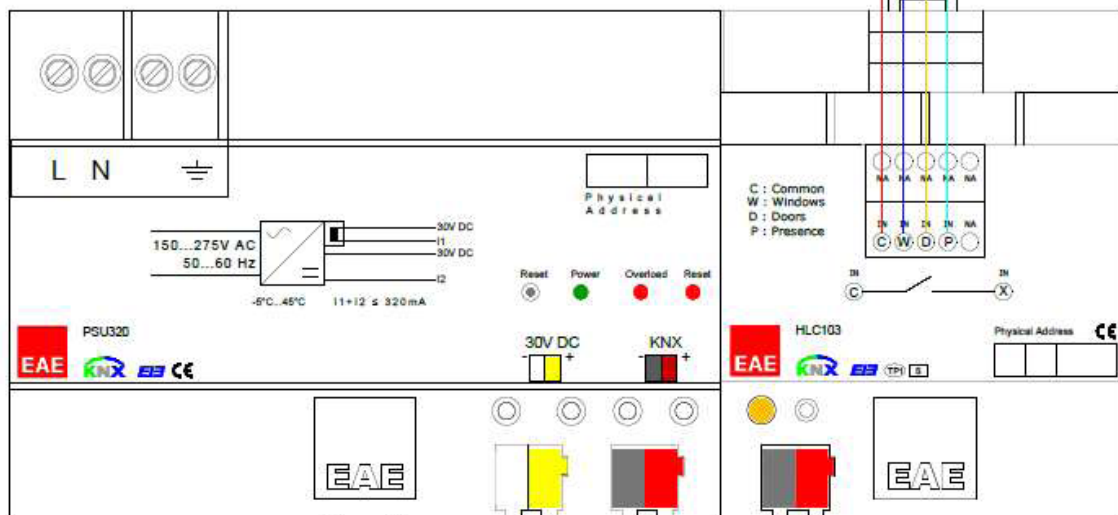 L N
Physical
Address
C : Common
W : Windows
D : Doors
P : Presence
NA NA NA NA NA
IN IN IN IN NA
C W D P
150...275V AC
50...60 Hz
30V DC
I1
30V DC
I2
-5°C...45°C
I1+I2 ≤ 320mA
Reset Power Overload Reset
IN IN
C X
PSU320
EAE KNX CE
30V DC
- +
KNX
- +
HLC103
EAE KNX TP1 S
Physical Address CE
EAE
EAE